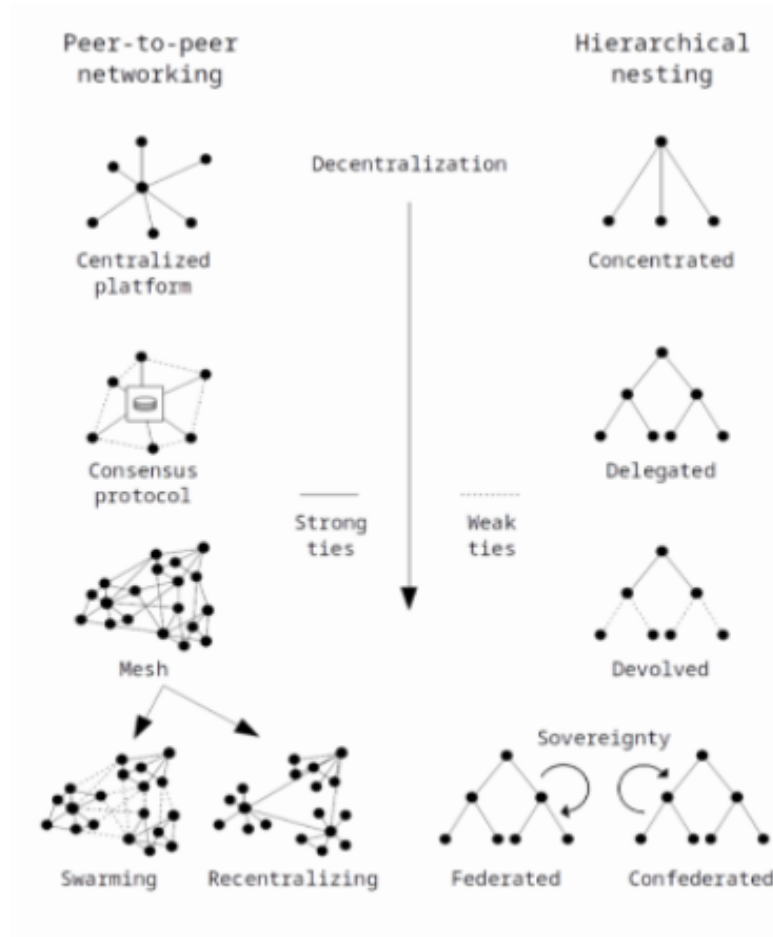 Peer-to-peer
networking
Hierarchical
nesting
Decentralization
Centralized
platform
Concentrated
Consensus
protocol
Delegated
Strong
ties
Weak
ties
Mesh
Devolved
Sovereignty
Swarming
Recentralizing
Federated
Confederated